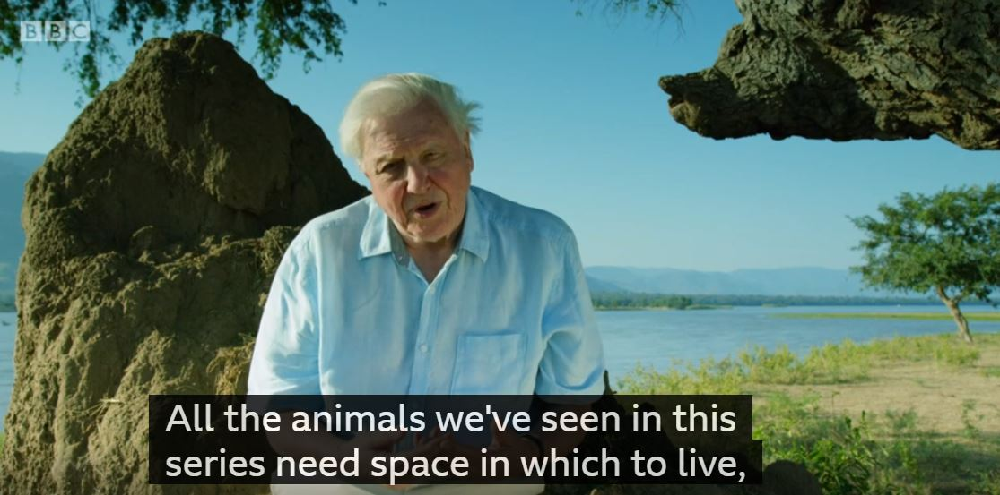 BBC
All the animals we've seen in this
series need space in which to live,